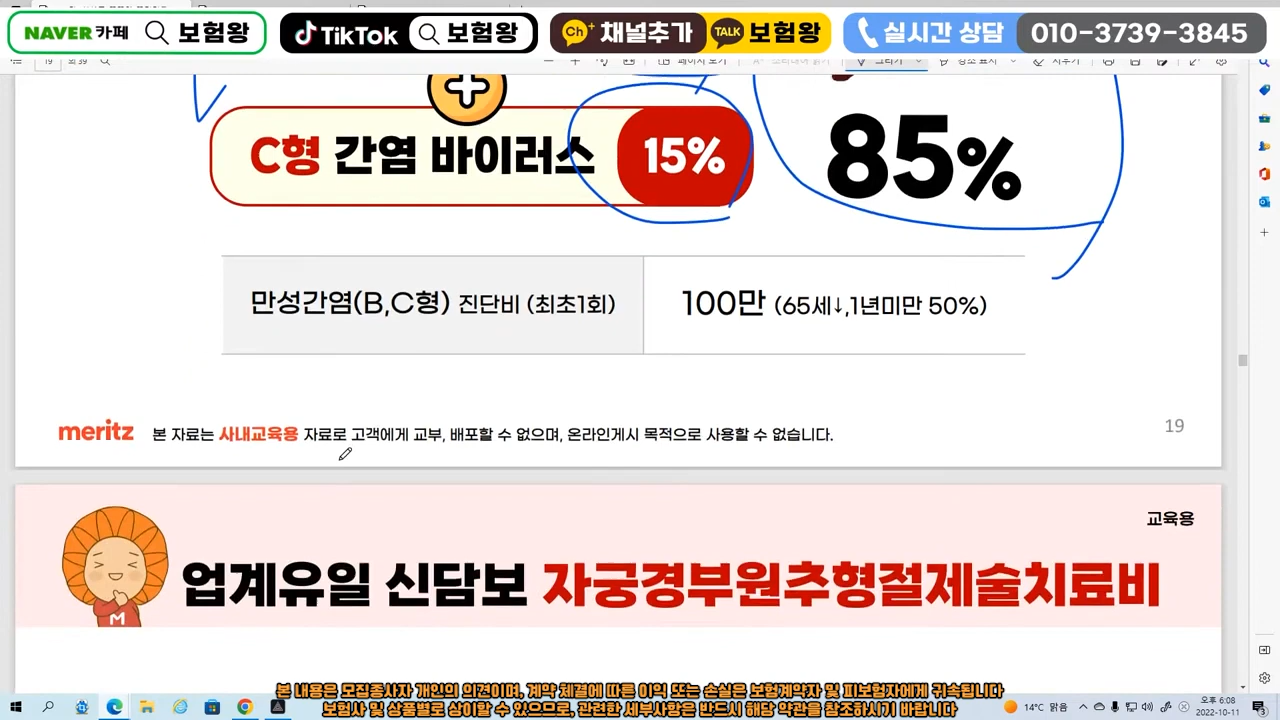 NAVER 카페 보험왕 TikTok 보험왕 Ch+ 채널추가 TALK 보험왕 실시간 상담 010-3739-3845
19 페이지 보기
C형 간염 바이러스 15%
85%
만성간염(B,C형) 진단비 (최초1회) 100만 (65세↓,1년미만 50%)
meritz 본 자료는 사내교육용 자료로 고객에게 교부, 배포할 수 없으며, 온라인게시 목적으로 사용할 수 없습니다. 19
교육용
업계유일 신담보 자궁경부원추형절제술치료비
M
본 내용은 모집종사자 개인의 의견이며, 계약 체결에 따른 이익 또는 손실은 보험계약자 및 피보험자에게 귀속됩니다
보험사 및 상품별로 상이할 수 있으므로, 관련한 세부사항은 반드시 해당 약관을 참조하시기 바랍니다
14℃ 맑음 오후 6:08
2022-10-11